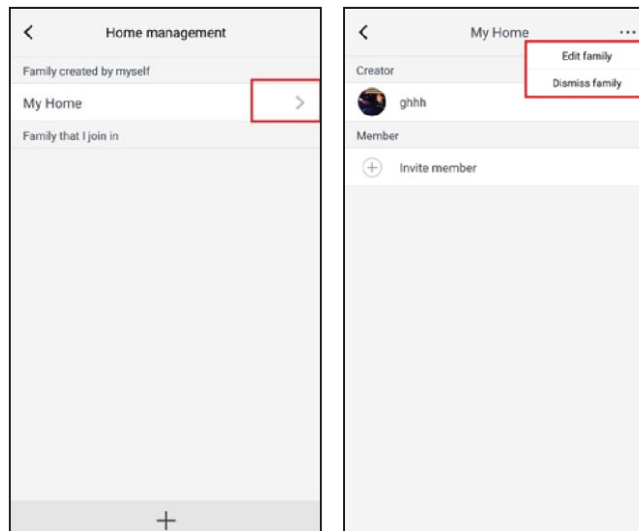 Home management
Family created by myself
My Home
Family that I join in
My Home
Edit family
Dismiss family
Creator
ghhh
Member
Invite member